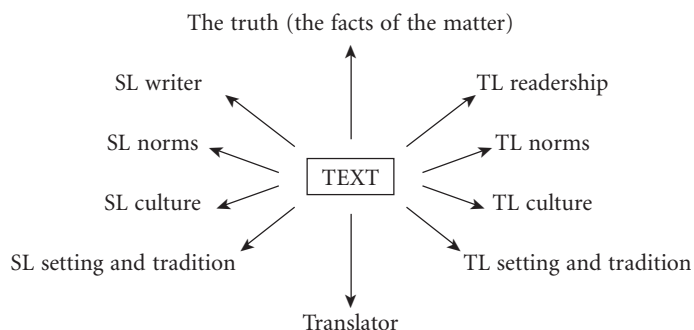 The truth (the facts of the matter)
SL writer
TL readership
SL norms
TL norms
TEXT
SL culture
TL culture
SL setting and tradition
TL setting and tradition
Translator